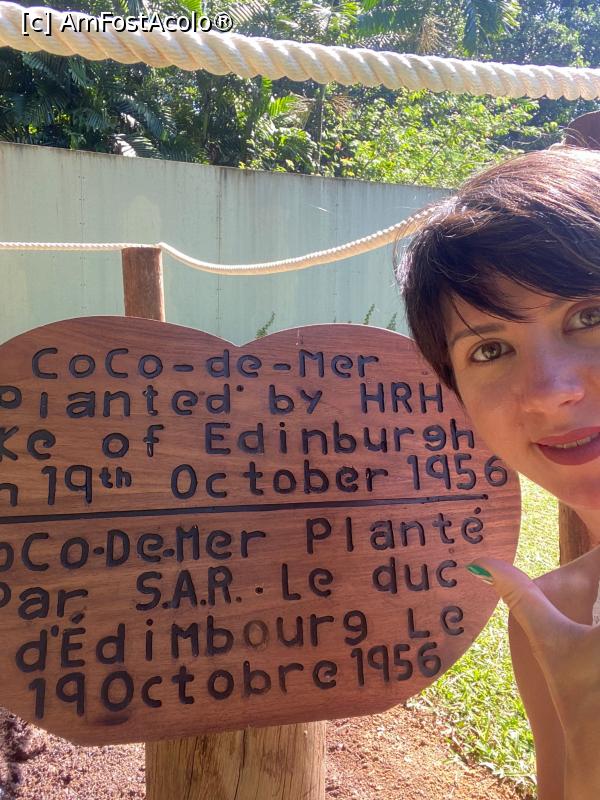 [c] AmFostAcolo®
CoCo-de-Mer
Planted by HRH
ke of Edinburgh
n 19th October 1956
oCo-De-Mer Planté
Par S.A.R. Le duc
d'Édimbourg Le
19 Octobre 1956